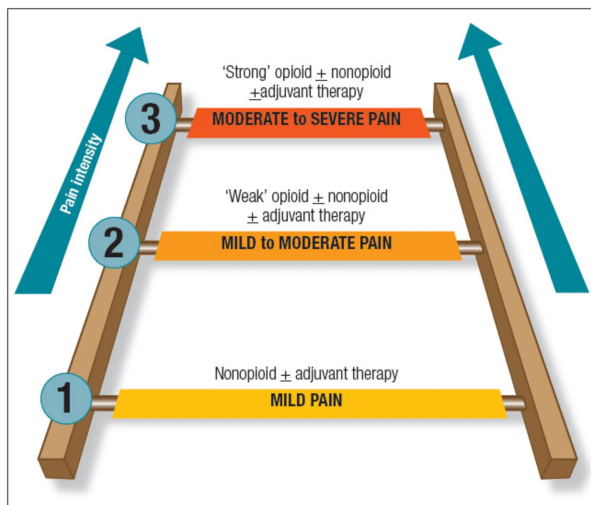 'Strong' opioid ± nonopioid
±adjuvant therapy
3
MODERATE to SEVERE PAIN
Pain intensity
'Weak' opioid ± nonopioid
± adjuvant therapy
2
MILD to MODERATE PAIN
Nonopioid ± adjuvant therapy
1
MILD PAIN